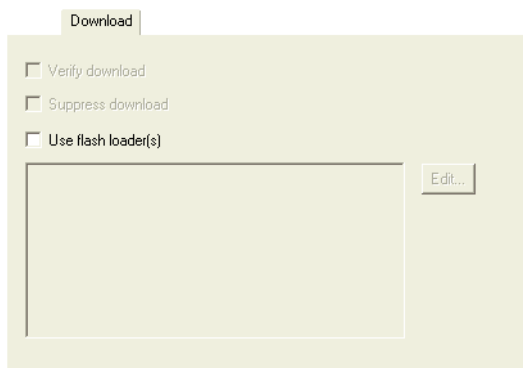 Download
Verify download
Suppress download
Use flash loader(s)
Edit...